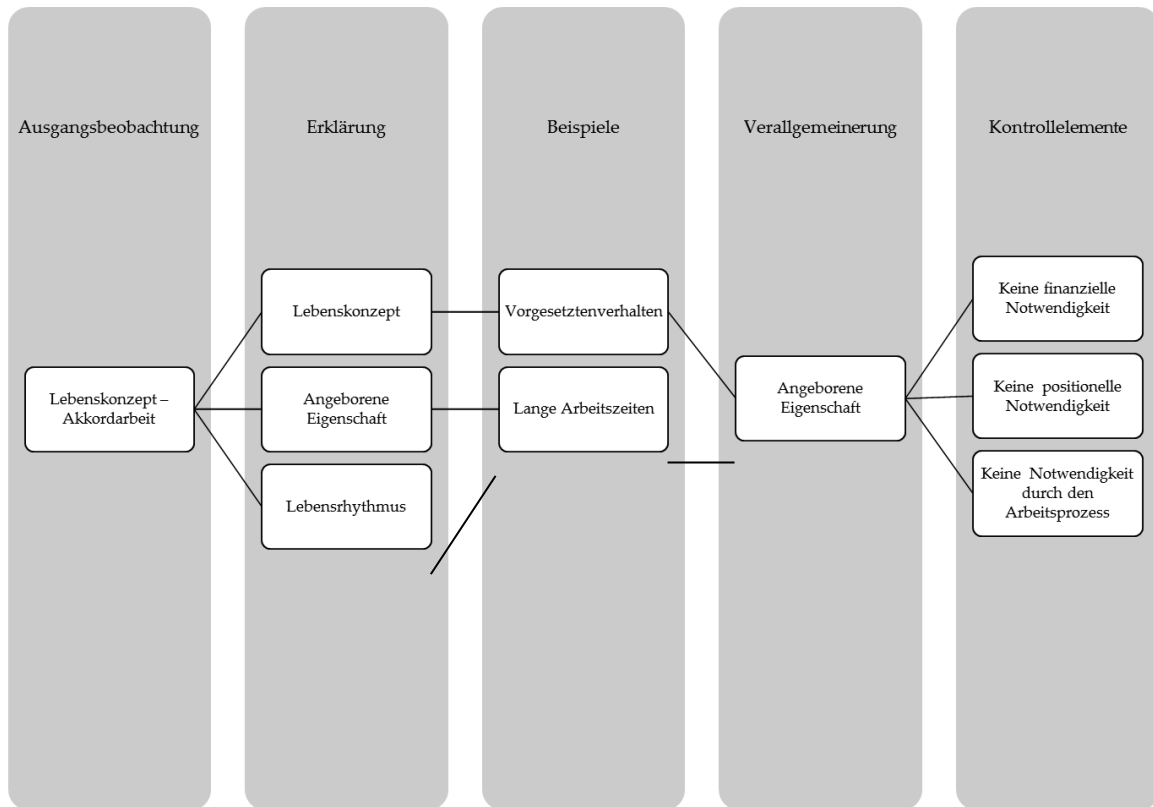 Ausgangsbeobachtung
Erklärung
Beispiele
Verallgemeinerung
Kontrollelemente
Lebenskonzept –
Akkordarbeit
Lebenskonzept
Angeborene
Eigenschaft
Lebensrhythmus
Vorgesetztenverhalten
Lange Arbeitszeiten
Angeborene
Eigenschaft
Keine finanzielle
Notwendigkeit
Keine positionelle
Notwendigkeit
Keine Notwendigkeit
durch den
Arbeitsprozess